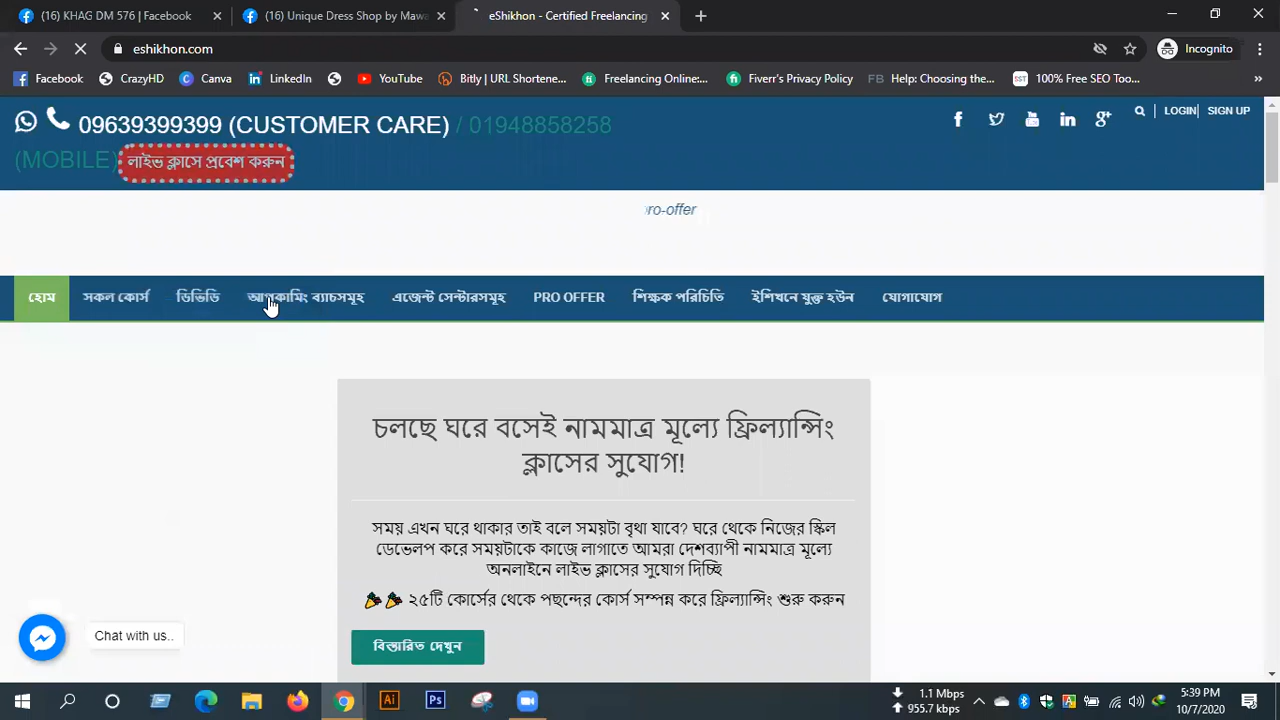 (16) KHAG DM 576 | Facebook
(16) Unique Dress Shop by Mawa
eShikhon - Certified Freelancing
eshikhon.com
Incognito
Facebook
CrazyHD
Canva
LinkedIn
YouTube
Bitly | URL Shortene...
Freelancing Online:...
Fiverr's Privacy Policy
FB Help: Choosing the...
SST 100% Free SEO Too...
09639399399 (CUSTOMER CARE) / 01948858258
(MOBILE) লাইভ ক্লাসে প্রবেশ করুন
LOGIN
SIGN UP
ro-offer
হোম
সকল কোর্স
ডিভিডি
আপকামিং ব্যাচসমূহ
এজেন্ট সেন্টারসমূহ
PRO OFFER
শিক্ষক পরিচিতি
ইশিখনে যুক্ত হউন
যোগাযোগ
চলছে ঘরে বসেই নামমাত্র মূল্যে ফ্রিল্যান্সিং
ক্লাসের সুযোগ!
সময় এখন ঘরে থাকার তাই বলে সময়টা বৃথা যাবে? ঘরে থেকে নিজের স্কিল
ডেভেলপ করে সময়টাকে কাজে লাগাতে আমরা দেশব্যাপী নামমাত্র মূল্যে
অনলাইনে লাইভ ক্লাসের সুযোগ দিচ্ছি
🎉🎉 ২৫টি কোর্সের থেকে পছন্দের কোর্স সম্পন্ন করে ফ্রিল্যান্সিং শুরু করুন
বিস্তারিত দেখুন
Chat with us..
1.1 Mbps
955.7 kbps
5:39 PM
10/7/2020